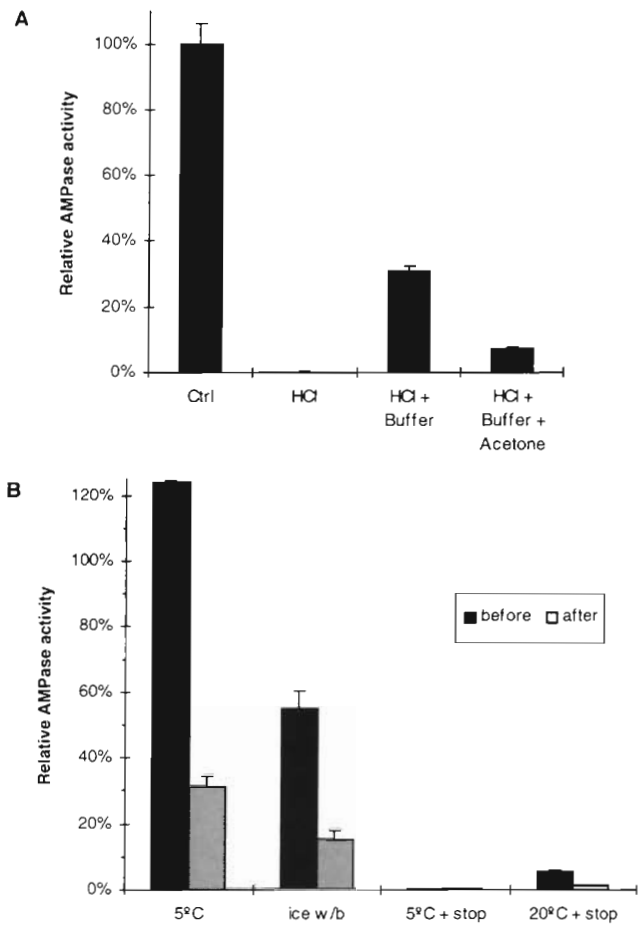 A
Relative AMPase activity
100%
80%
60%
40%
20%
0%
Ctrl
HCl
HCl +
Buffer
HCl +
Buffer +
Acetone
B
Relative AMPase activity
120%
100%
80%
60%
40%
20%
0%
before
after
5ºC
ice w/b
5ºC + stop
20ºC + stop